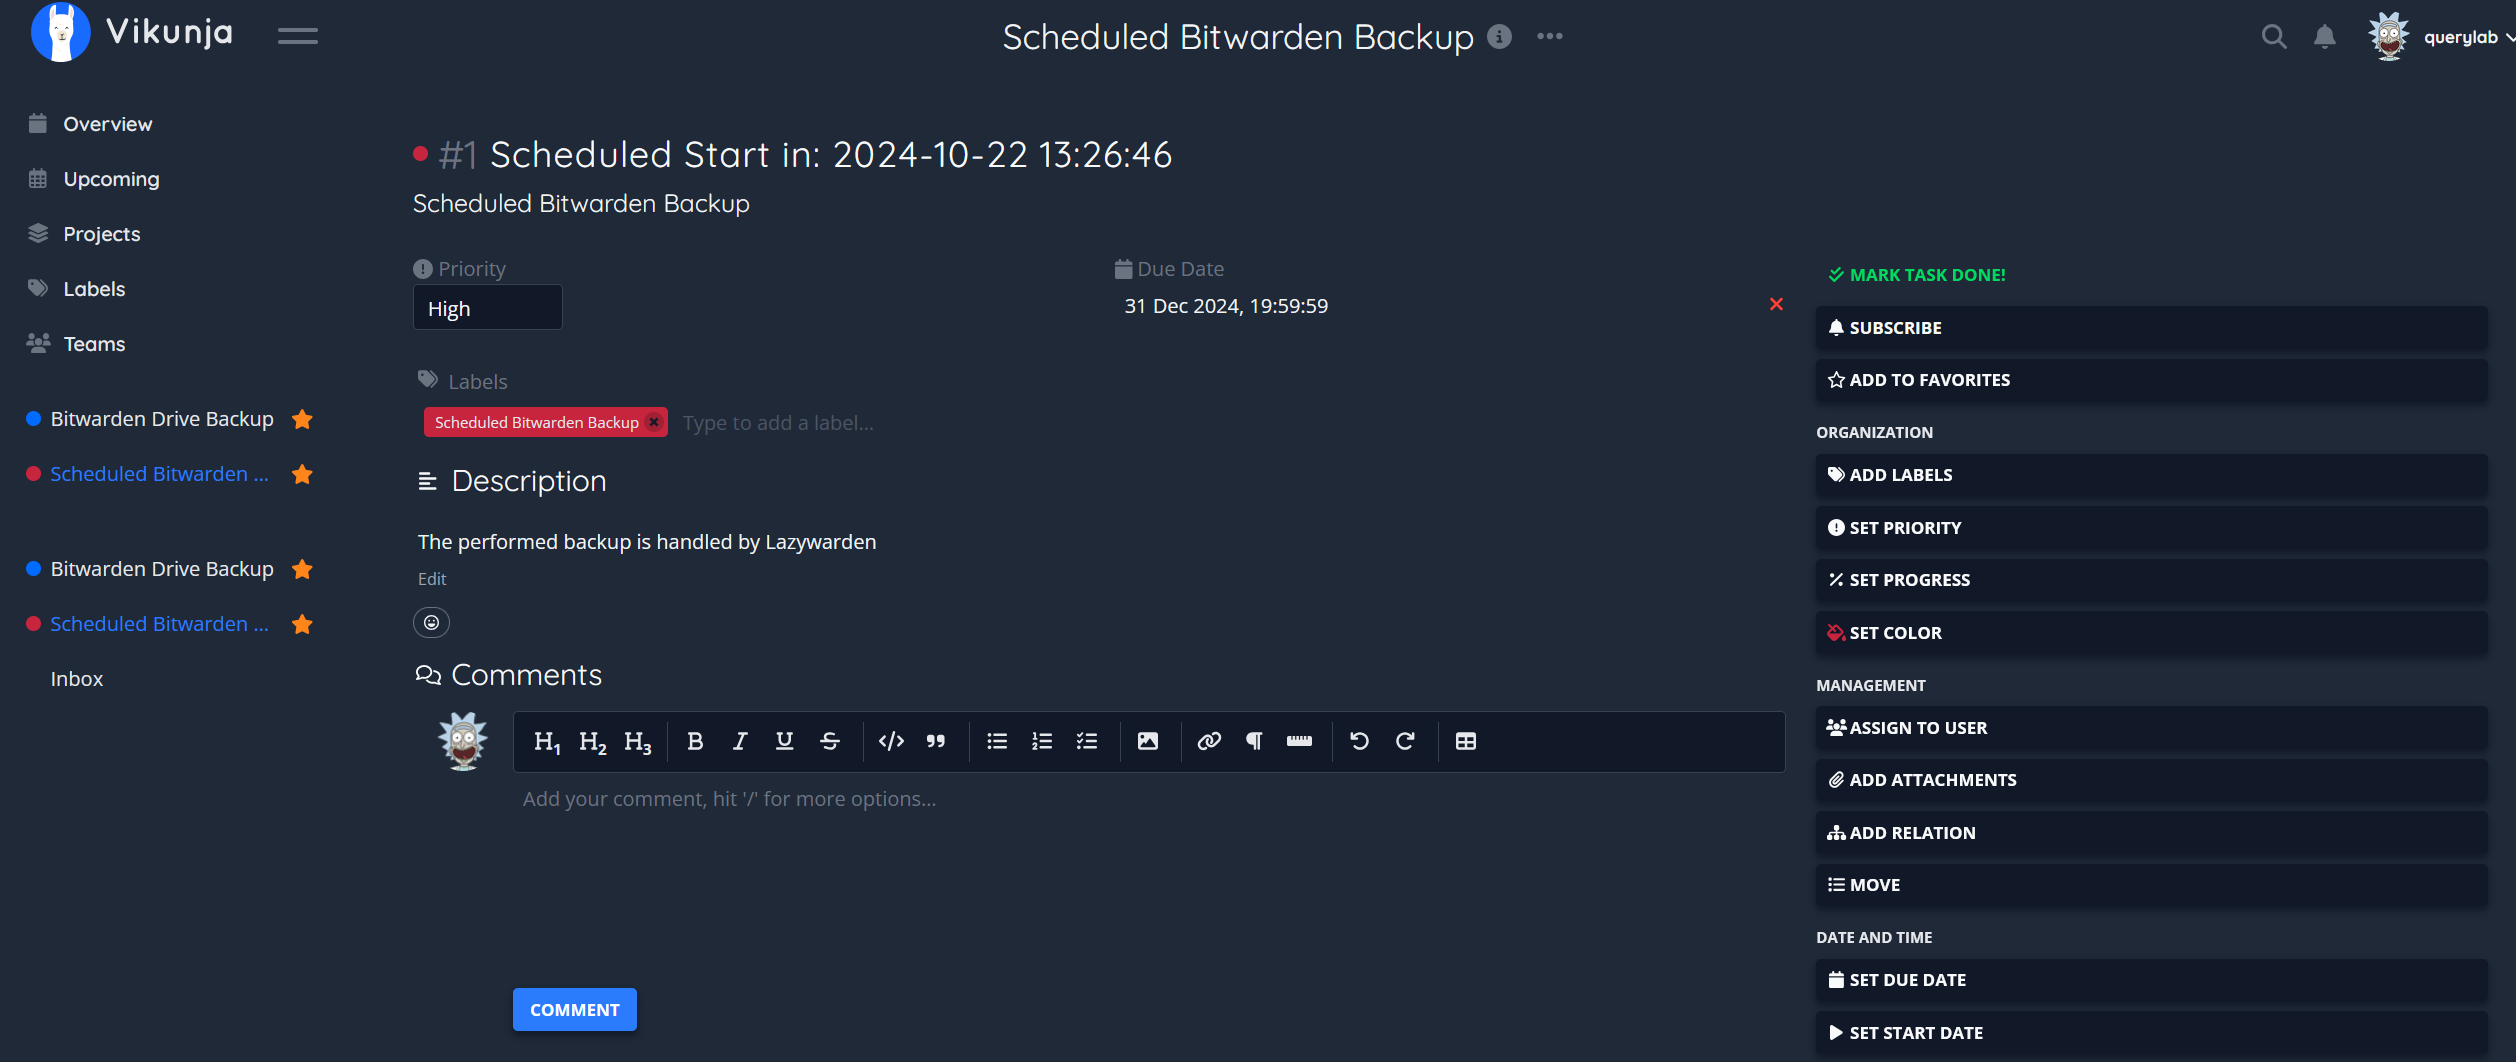 Vikunja
Scheduled Bitwarden Backup
querylab
Overview
Upcoming
Projects
Labels
Teams
Bitwarden Drive Backup
Scheduled Bitwarden ...
Bitwarden Drive Backup
Scheduled Bitwarden ...
Inbox
#1 Scheduled Start in: 2024-10-22 13:26:46
Scheduled Bitwarden Backup
Priority
High
Due Date
31 Dec 2024, 19:59:59
Labels
Scheduled Bitwarden Backup
Type to add a label...
Description
The performed backup is handled by Lazywarden
Edit
Comments
H1 H2 H3 B I U S
Add your comment, hit '/' for more options...
COMMENT
MARK TASK DONE!
SUBSCRIBE
ADD TO FAVORITES
ORGANIZATION
ADD LABELS
SET PRIORITY
SET PROGRESS
SET COLOR
MANAGEMENT
ASSIGN TO USER
ADD ATTACHMENTS
ADD RELATION
MOVE
DATE AND TIME
SET DUE DATE
SET START DATE